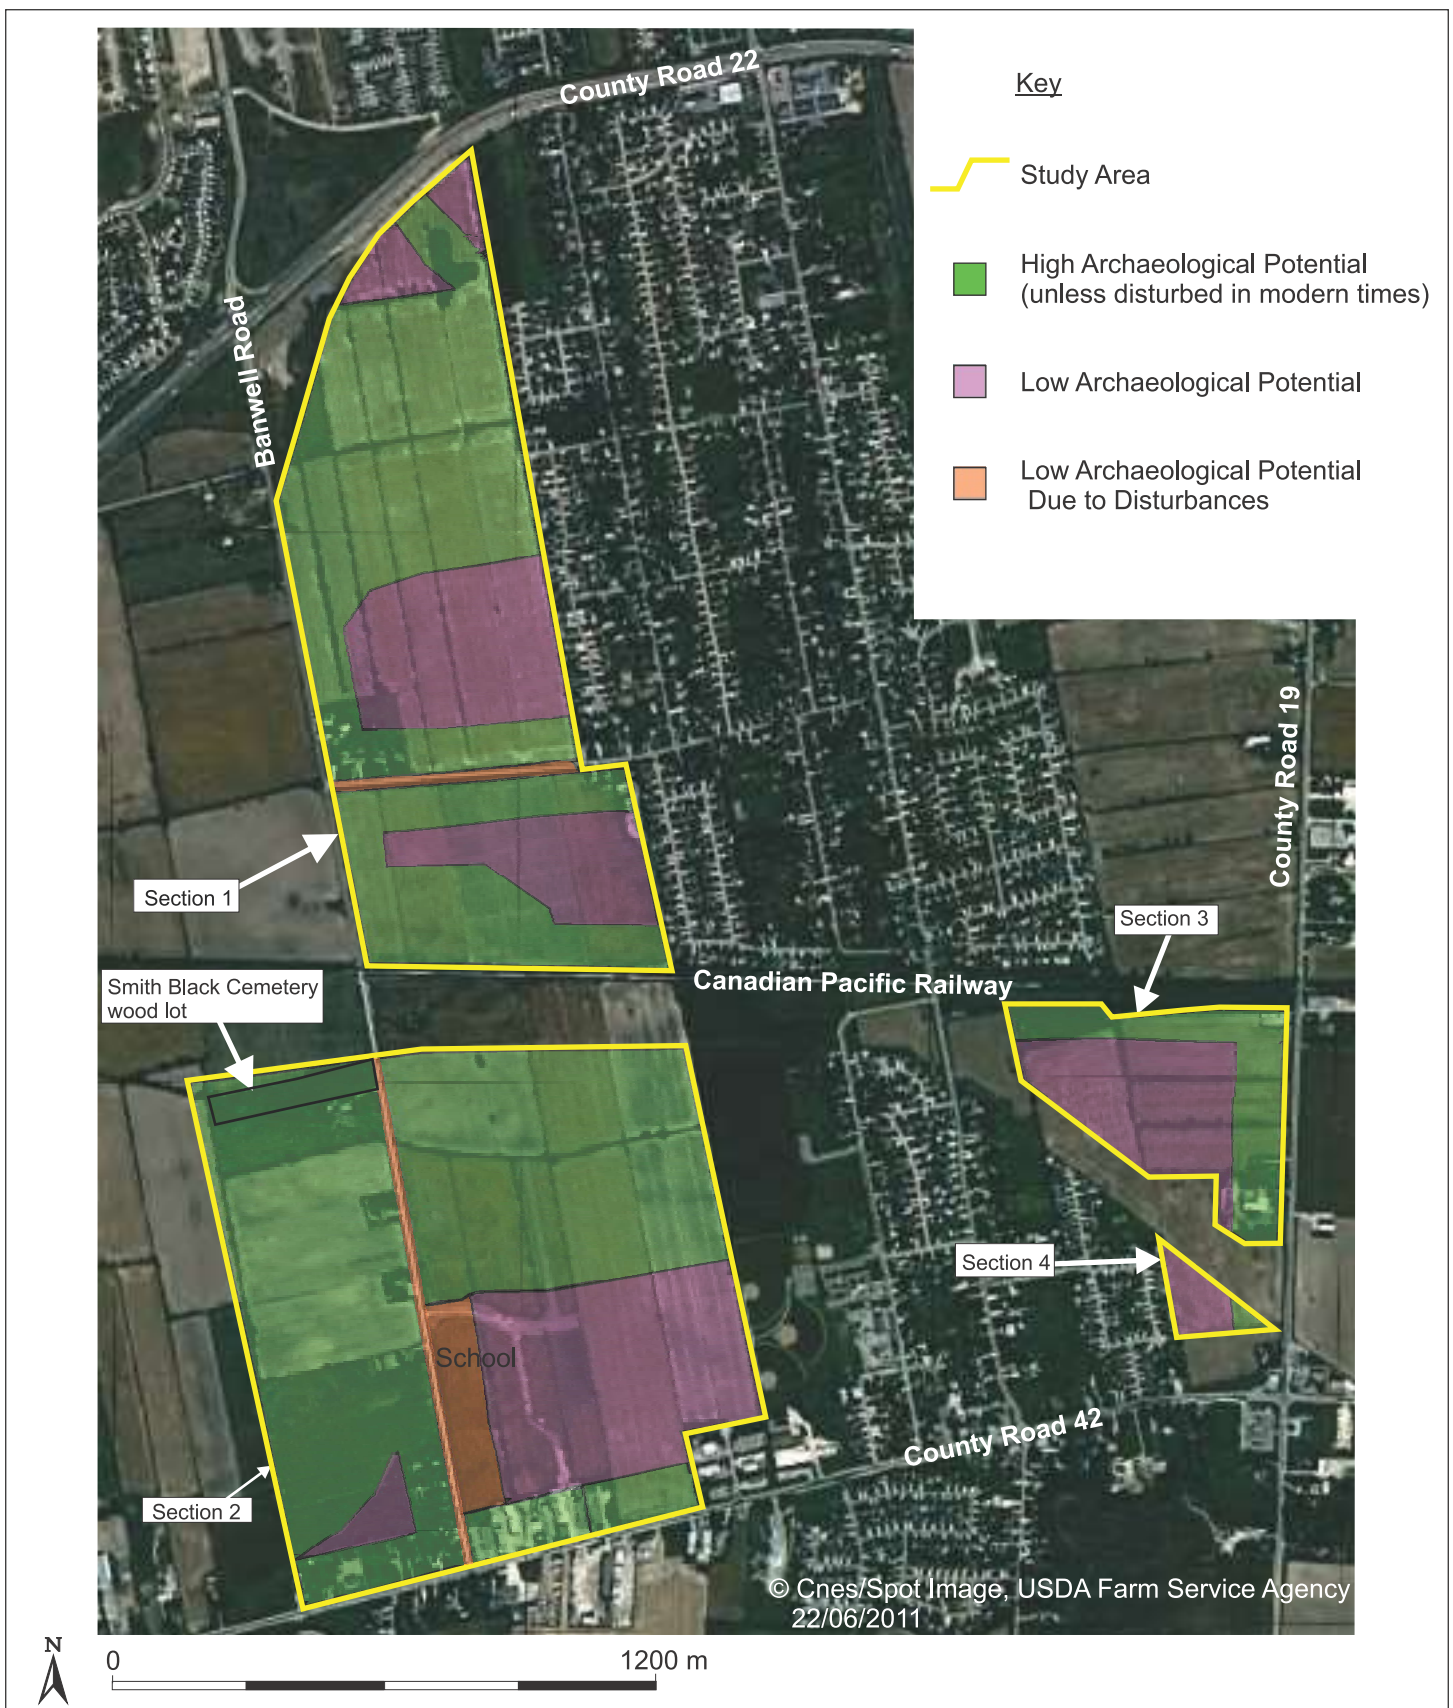 County Road 22
Key
Study Area
High Archaeological Potential
(unless disturbed in modern times)
Low Archaeological Potential
Low Archaeological Potential
Due to Disturbances
Banwell Road
County Road 19
Section 1
Section 3
Smith Black Cemetery
wood lot
Canadian Pacific Railway
Section 4
School
County Road 42
Section 2
© Cnes/Spot Image, USDA Farm Service Agency
22/06/2011
N
0
1200 m